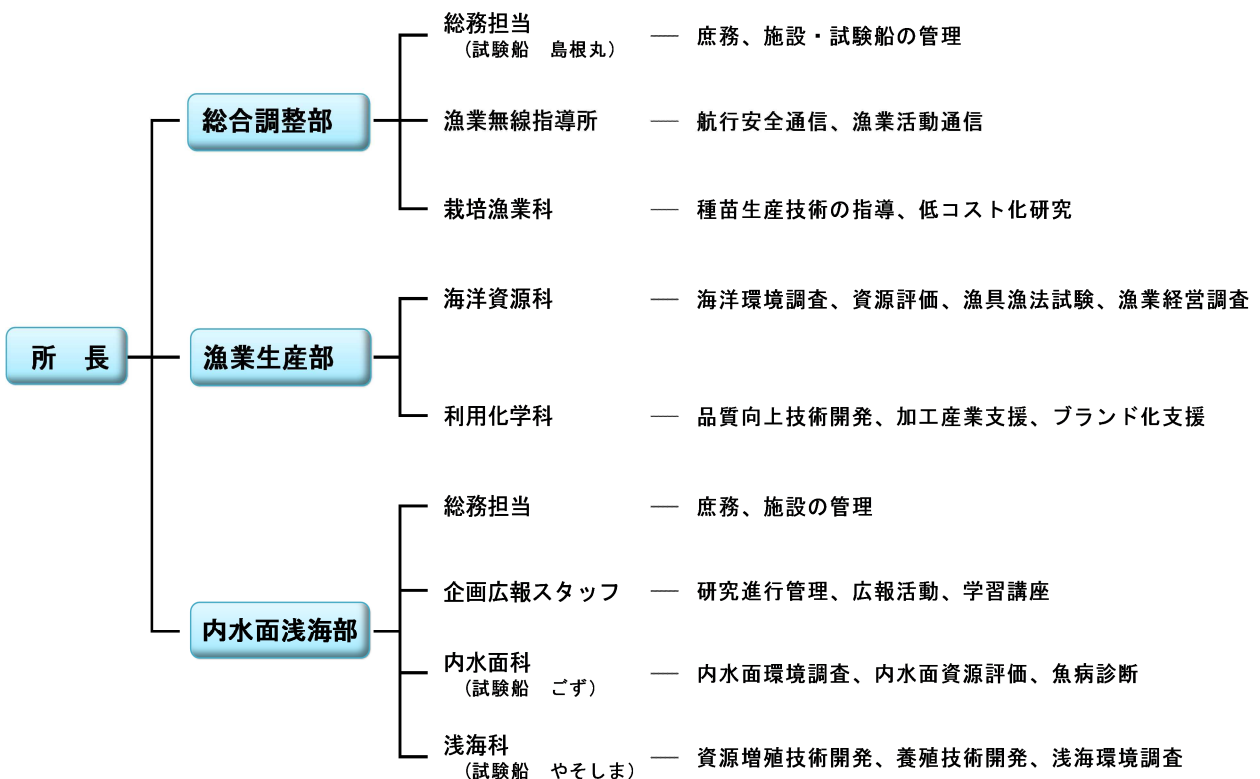 所　長
総合調整部
総務担当
（試験船　島根丸）
庶務、施設・試験船の管理
漁業無線指導所
航行安全通信、漁業活動通信
栽培漁業科
種苗生産技術の指導、低コスト化研究
漁業生産部
海洋資源科
海洋環境調査、資源評価、漁具漁法試験、漁業経営調査
利用化学科
品質向上技術開発、加工産業支援、ブランド化支援
内水面浅海部
総務担当
庶務、施設の管理
企画広報スタッフ
研究進行管理、広報活動、学習講座
内水面科
（試験船　ごず）
内水面環境調査、内水面資源評価、魚病診断
浅海科
（試験船　やそしま）
資源増殖技術開発、養殖技術開発、浅海環境調査